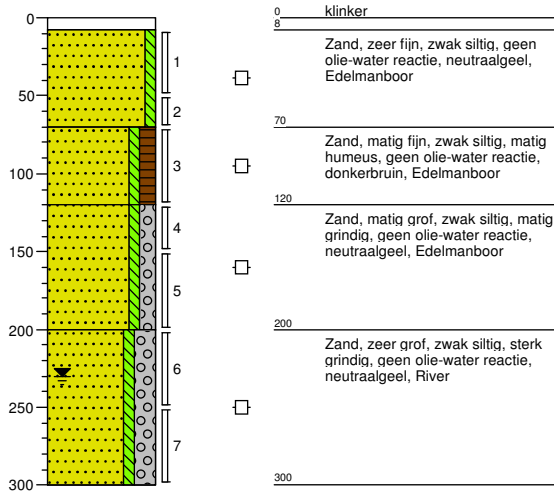 0
50
100
150
200
250
300
1
2
3
4
5
6
7
0
klinker
8
Zand, zeer fijn, zwak siltig, geen
olie-water reactie, neutraalgeel,
Edelmanboor
70
Zand, matig fijn, zwak siltig, matig
humeus, geen olie-water reactie,
donkerbruin, Edelmanboor
120
Zand, matig grof, zwak siltig, matig
grindig, geen olie-water reactie,
neutraalgeel, Edelmanboor
200
Zand, zeer grof, zwak siltig, sterk
grindig, geen olie-water reactie,
neutraalgeel, River
300